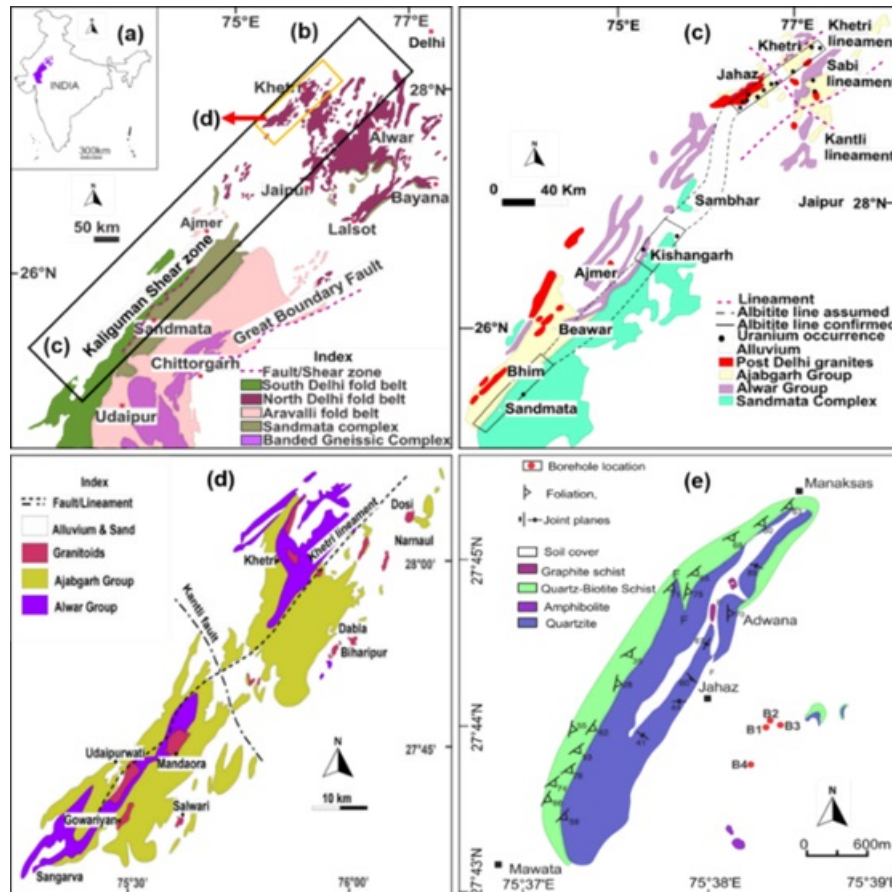 (a)
INDIA
300km
N
75°E
(b)
77°E
Delhi
28°N
Khetri
(d)
Alwar
Jaipur
Bayana
Lalsot
N
50 km
Ajmer
26°N
Kaliguman Shear zone
Great Boundary Fault
Sandmata
(c)
Chittorgarh
Udaipur
Index
Fault/Shear zone
South Delhi fold belt
North Delhi fold belt
Aravalli fold belt
Sandmata complex
Banded Gneissic Complex
(c)
75°E
77°E
Khetri
Khetri
lineament
Jahaz
Sabi
lineament
Kantli
lineament
N
0 40 Km
Sambhar
Jaipur
28°N
Kishangarh
Ajmer
26°N
Beawar
Bhim
Sandmata
Lineament
Albitite line assumed
Albitite line confirmed
Uranium occurrence
Alluvium
Post Delhi granites
Ajabgarh Group
Alwar Group
Sandmata Complex
(d)
Index
Fault/Lineament
Alluvium & Sand
Granitoids
Ajabgarh Group
Alwar Group
Dosi
Narnaul
Khetri lineament
Khetri
28°00'
Kantli fault
Dabla
Biharipur
27°45'
Udaipurwati
Mandaora
N
10 km
Gowariyan
Salwari
Sangarva
75°30'
76°00'
(e)
Borehole location
Foliation,
Joint planes
Soil cover
Graphite schist
Quartz-Biotite Schist
Amphibolite
Quartzite
Manaksas
27°45'N
F
F
Adwana
F
Jahaz
27°44'N
B2
B1
B3
B4
41
N
0 600m
Mawata
27°43'N
75°37'E
75°38'E
75°39'E